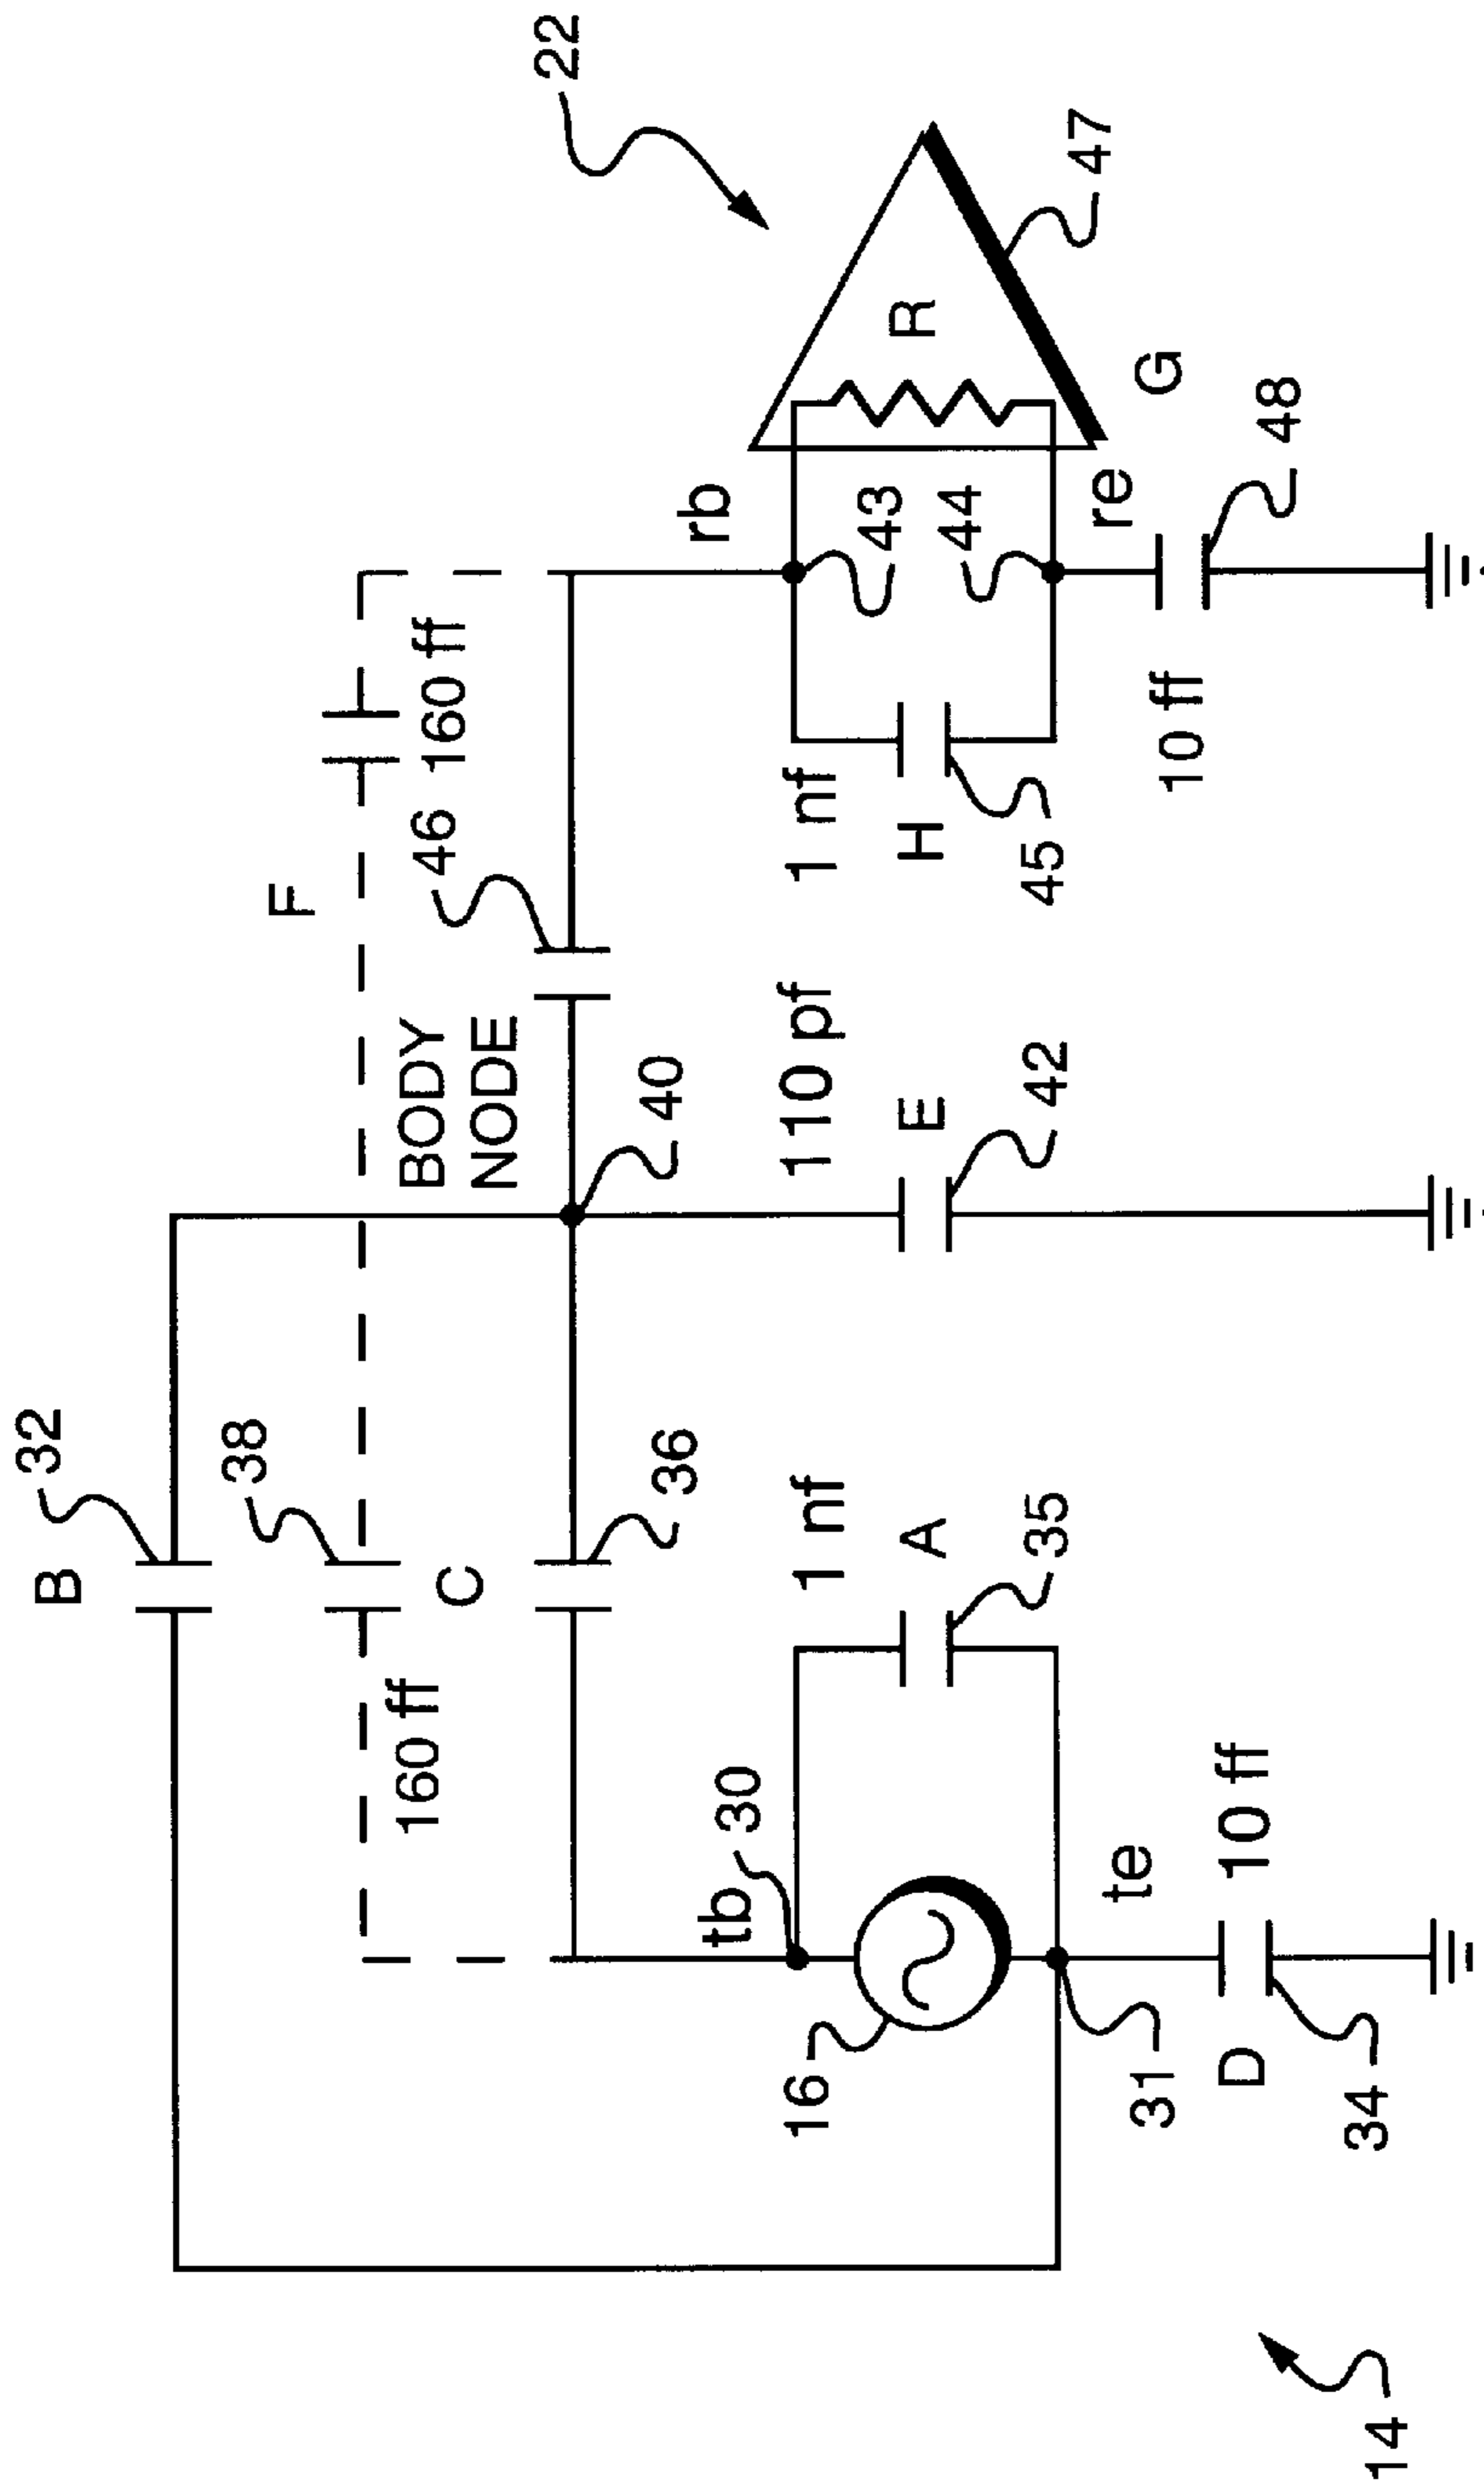 22
47
R
G
48
rb
43
44
re
F
160 ff
46
1 nf
H
45
10 ff
BODY
NODE
40
110 pf
E
42
32
B
38
C
36
160 ff
1 nf
A
35
tb
30
16
te
31
10 ff
D
34
14